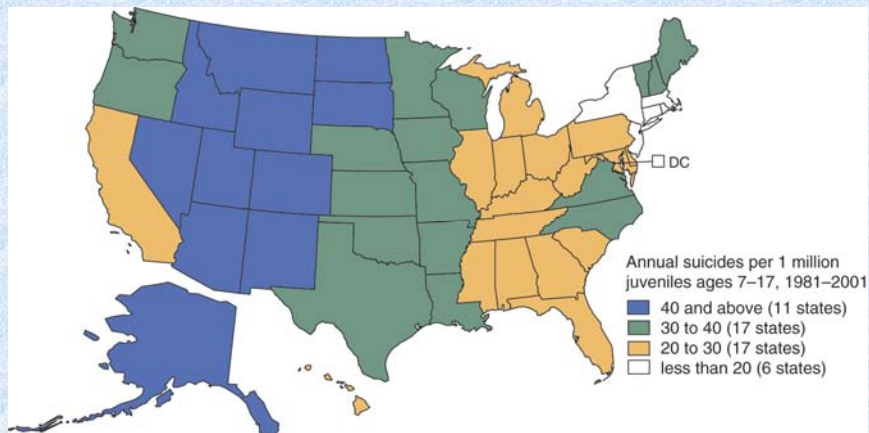 DC
Annual suicides per 1 million
juveniles ages 7–17, 1981–2001
40 and above (11 states)
30 to 40 (17 states)
20 to 30 (17 states)
less than 20 (6 states)